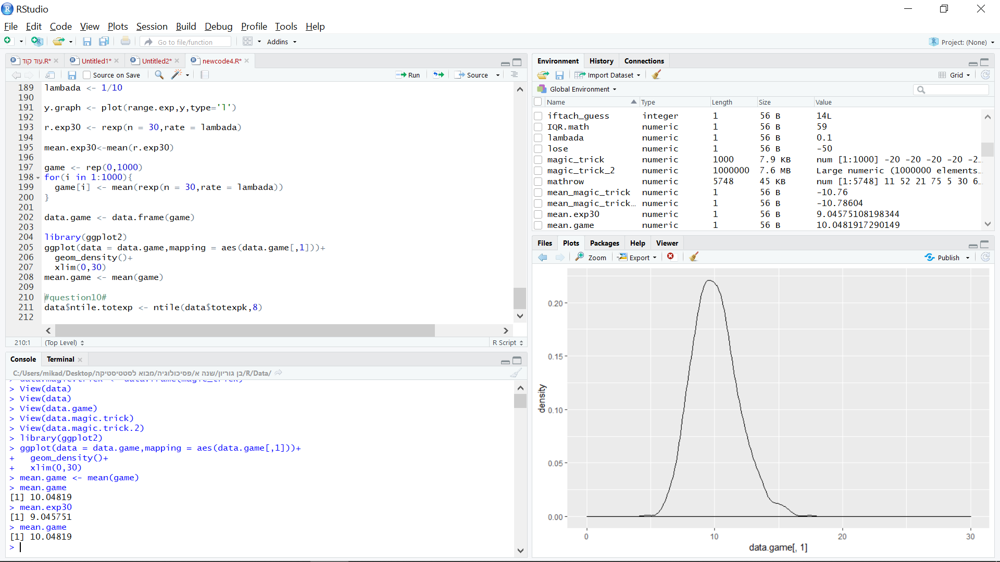 RStudio
File Edit Code View Plots Session Build Debug Profile Tools Help
Go to file/function Addins Project: (None)
עוד קוד.R* Untitled1* Untitled2* newcode4.R*
Source on Save Run Source
189 lambada <- 1/10
190
191 y.graph <- plot(range.exp,y,type='l')
192
193 r.exp30 <- rexp(n = 30,rate = lambada)
194
195 mean.exp30<-mean(r.exp30)
196
197 game <- rep(0,1000)
198 for(i in 1:1000){
199 game[i] <- mean(rexp(n = 30,rate = lambada))
200 }
201
202 data.game <- data.frame(game)
203
204 library(ggplot2)
205 ggplot(data = data.game,mapping = aes(data.game[,1]))+
206 geom_density()+
207 xlim(0,30)
208 mean.game <- mean(game)
209
210 #question10#
211 data$ntile.totexp <- ntile(data$totexpk,8)
212
210:1 (Top Level) R Script
Console Terminal
C:/Users/mikad/Desktop/בן גוריון/שנה א/פסיכולוגיה/מבוא לסטטיסטיקה/R/Data/
> data.magic.trick <- data.frame(magic_trick)
> View(data)
> View(data)
> View(data.game)
> View(data.magic.trick)
> View(data.magic.trick.2)
> library(ggplot2)
> ggplot(data = data.game,mapping = aes(data.game[,1]))+
+ geom_density()+
+ xlim(0,30)
> mean.game <- mean(game)
> mean.game
[1] 10.04819
> mean.exp30
[1] 9.045751
> mean.game
[1] 10.04819
>
Environment History Connections
Import Dataset Grid
Global Environment
Name Type Length Size Value
iftach_guess integer 1 56 B 14L
IQR.math numeric 1 56 B 59
lambada numeric 1 56 B 0.1
lose numeric 1 56 B -50
magic_trick numeric 1000 7.9 KB num [1:1000] -20 -20 -20 -20 -2…
magic_trick_2 numeric 1000000 7.6 MB Large numeric (1000000 elements…
mathrow numeric 5748 45 KB num [1:5748] 11 52 21 75 5 30 6…
mean_magic_trick numeric 1 56 B -10.76
mean_magic_trick… numeric 1 56 B -10.78604
mean.exp30 numeric 1 56 B 9.04575108198344
mean.game numeric 1 56 B 10.0481917290149
Files Plots Packages Help Viewer
Zoom Export Publish
0.20
0.15
0.10
0.05
0.00
density
0 10 20 30
data.game[, 1]